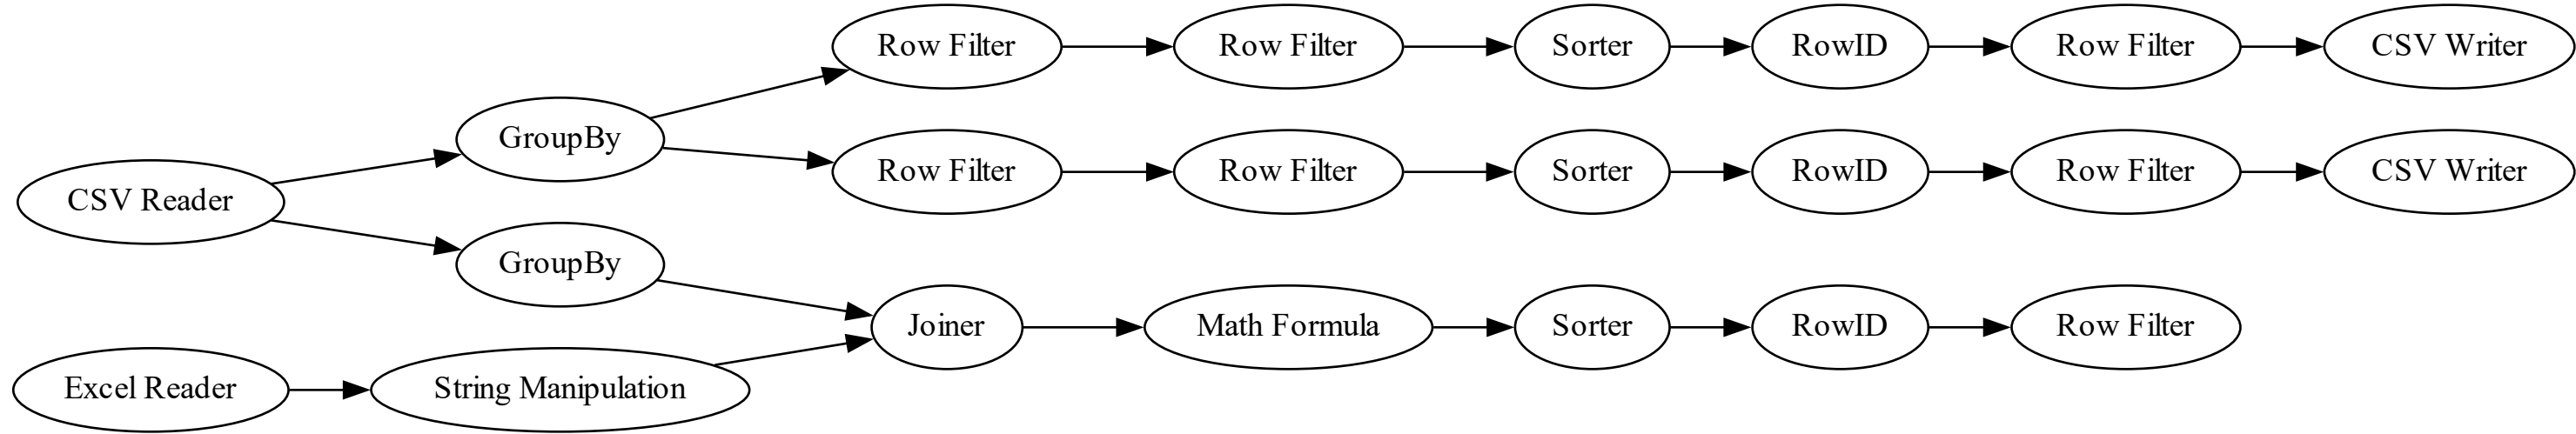 Row Filter
Row Filter
Sorter
RowID
Row Filter
CSV Writer
GroupBy
Row Filter
Row Filter
Sorter
RowID
Row Filter
CSV Writer
CSV Reader
GroupBy
Joiner
Math Formula
Sorter
RowID
Row Filter
Excel Reader
String Manipulation